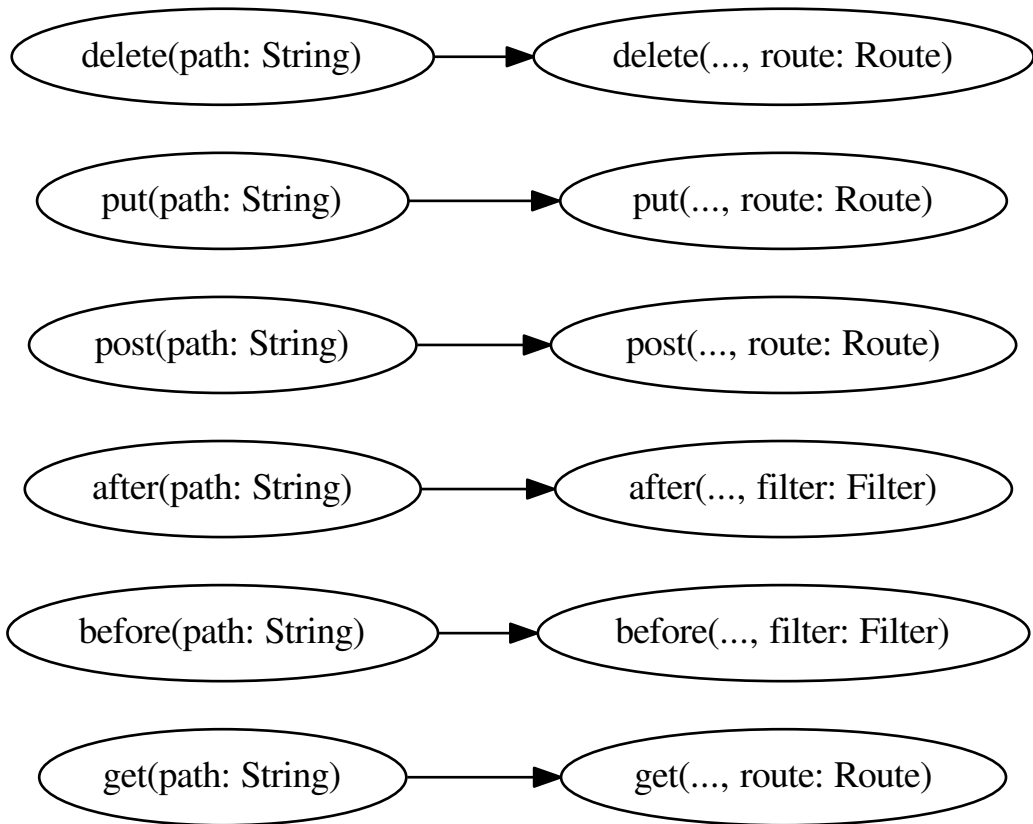 delete(path: String) delete(..., route: Route)
put(path: String) put(..., route: Route)
post(path: String) post(..., route: Route)
after(path: String) after(..., filter: Filter)
before(path: String) before(..., filter: Filter)
get(path: String) get(..., route: Route)